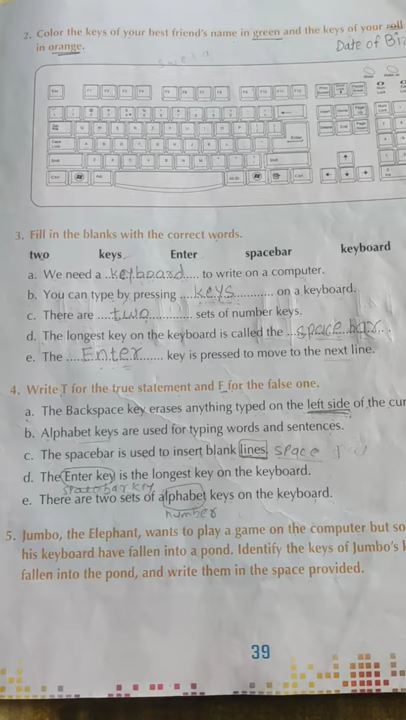 2. Color the keys of your best friend's name in green and the keys of your roll
in orange.
Date of Bi
3. Fill in the blanks with the correct words.
two keys Enter spacebar keyboard
a. We need a ..keyboard..... to write on a computer.
b. You can type by pressing ....keys............ on a keyboard.
c. There are ....two............ sets of number keys.
d. The longest key on the keyboard is called the ...spacebar...
e. The ....Enter....... key is pressed to move to the next line.
4. Write T for the true statement and F for the false one.
a. The Backspace key erases anything typed on the left side of the cur
b. Alphabet keys are used for typing words and sentences.
c. The spacebar is used to insert blank lines. space
d. The Enter key is the longest key on the keyboard.
spacebar key
e. There are two sets of alphabet keys on the keyboard.
number
5. Jumbo, the Elephant, wants to play a game on the computer but so
his keyboard have fallen into a pond. Identify the keys of Jumbo's
fallen into the pond, and write them in the space provided.
39